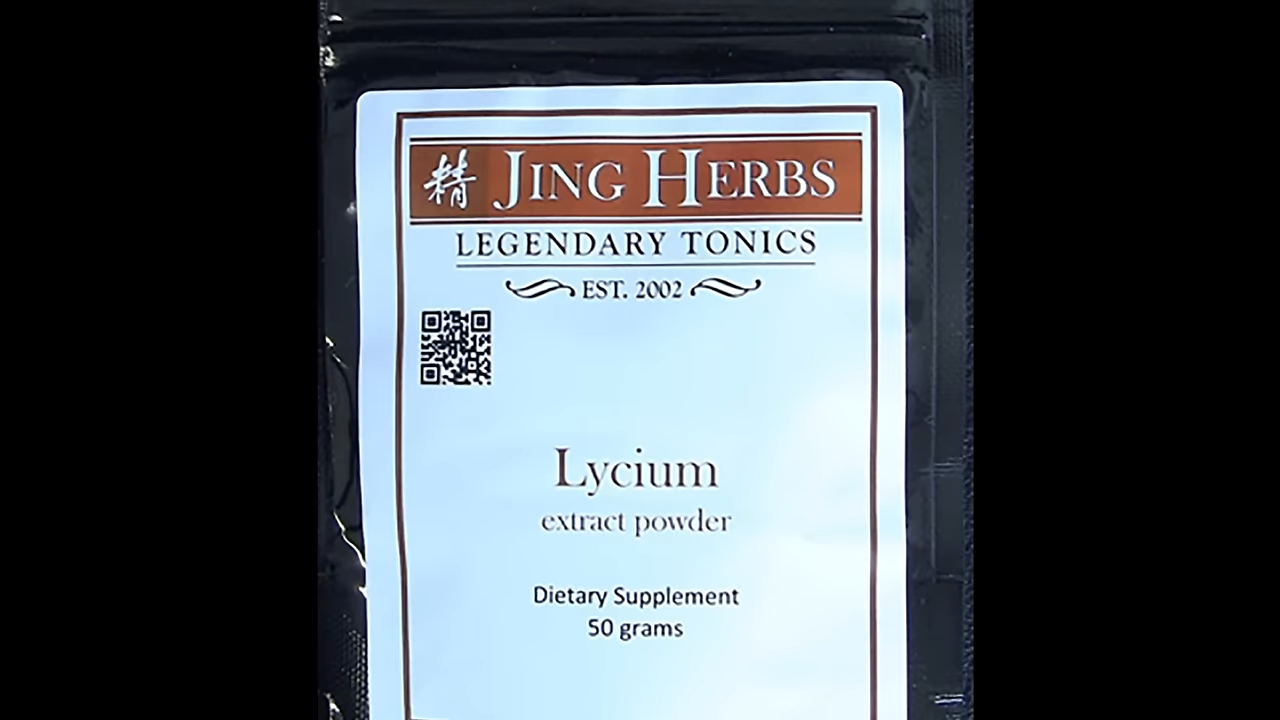 精 JING HERBS
LEGENDARY TONICS
EST. 2002
Lycium
extract powder
Dietary Supplement
50 grams